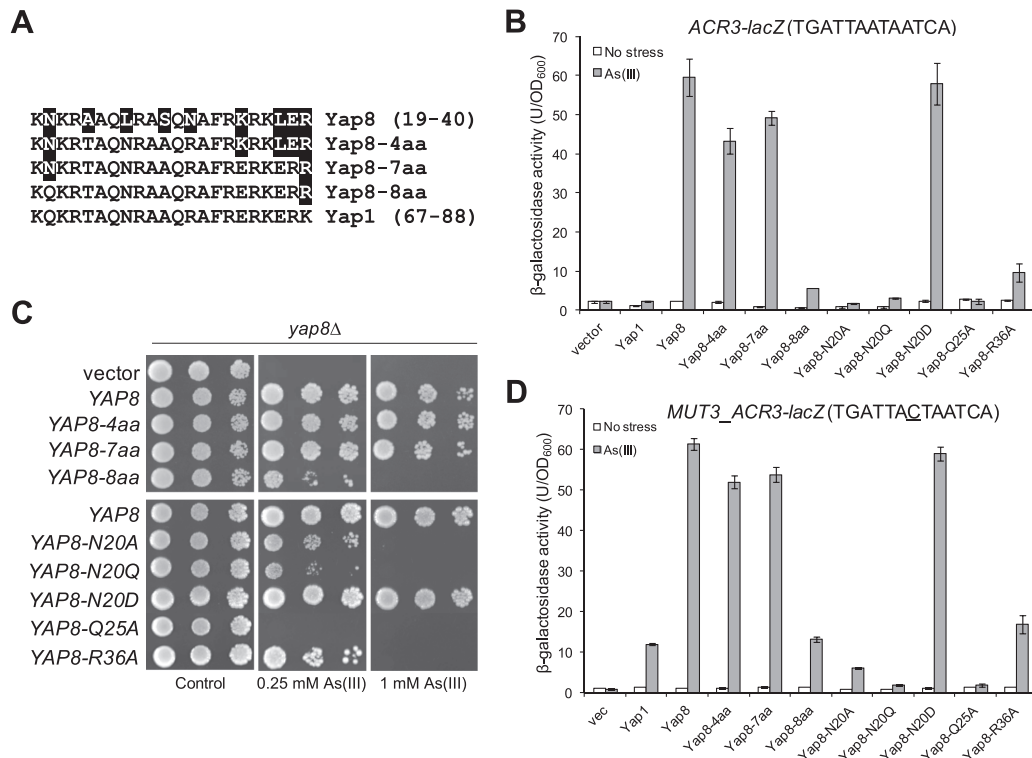 A
KNKRAAQLRASQNAFRKRKLER Yap8 (19-40)
KNKRTAQNRAAQRAFRKRKLER Yap8-4aa
KNKRTAQNRAAQRAFRERKERR Yap8-7aa
KQKRTAQNRAAQRAFRERKERR Yap8-8aa
KQKRTAQNRAAQRAFRERKERK Yap1 (67-88)
B
ACR3-lacZ (TGATTAATAATCA)
No stress
As(III)
β-galactosidase activity (U/OD600)
70
60
50
40
30
20
10
0
vector
Yap1
Yap8
Yap8-4aa
Yap8-7aa
Yap8-8aa
Yap8-N20A
Yap8-N20Q
Yap8-N20D
Yap8-Q25A
Yap8-R36A
C
yap8Δ
vector
YAP8
YAP8-4aa
YAP8-7aa
YAP8-8aa
YAP8
YAP8-N20A
YAP8-N20Q
YAP8-N20D
YAP8-Q25A
YAP8-R36A
Control
0.25 mM As(III)
1 mM As(III)
D
MUT3_ACR3-lacZ (TGATTACTAATCA)
No stress
As(III)
β-galactosidase activity (U/OD600)
70
60
50
40
30
20
10
0
vec
Yap1
Yap8
Yap8-4aa
Yap8-7aa
Yap8-8aa
Yap8-N20A
Yap8-N20Q
Yap8-N20D
Yap8-Q25A
Yap8-R36A